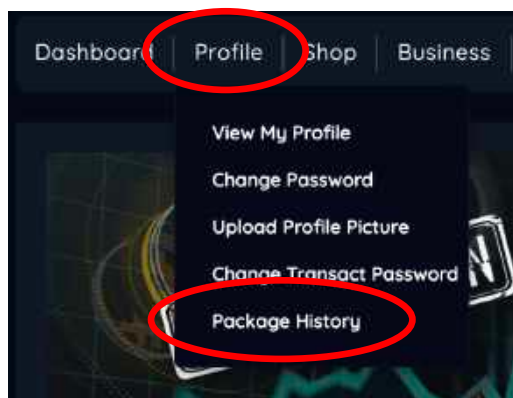 Dashboard Profile Shop Business
View My Profile
Change Password
Upload Profile Picture
Change Transact Password
Package History